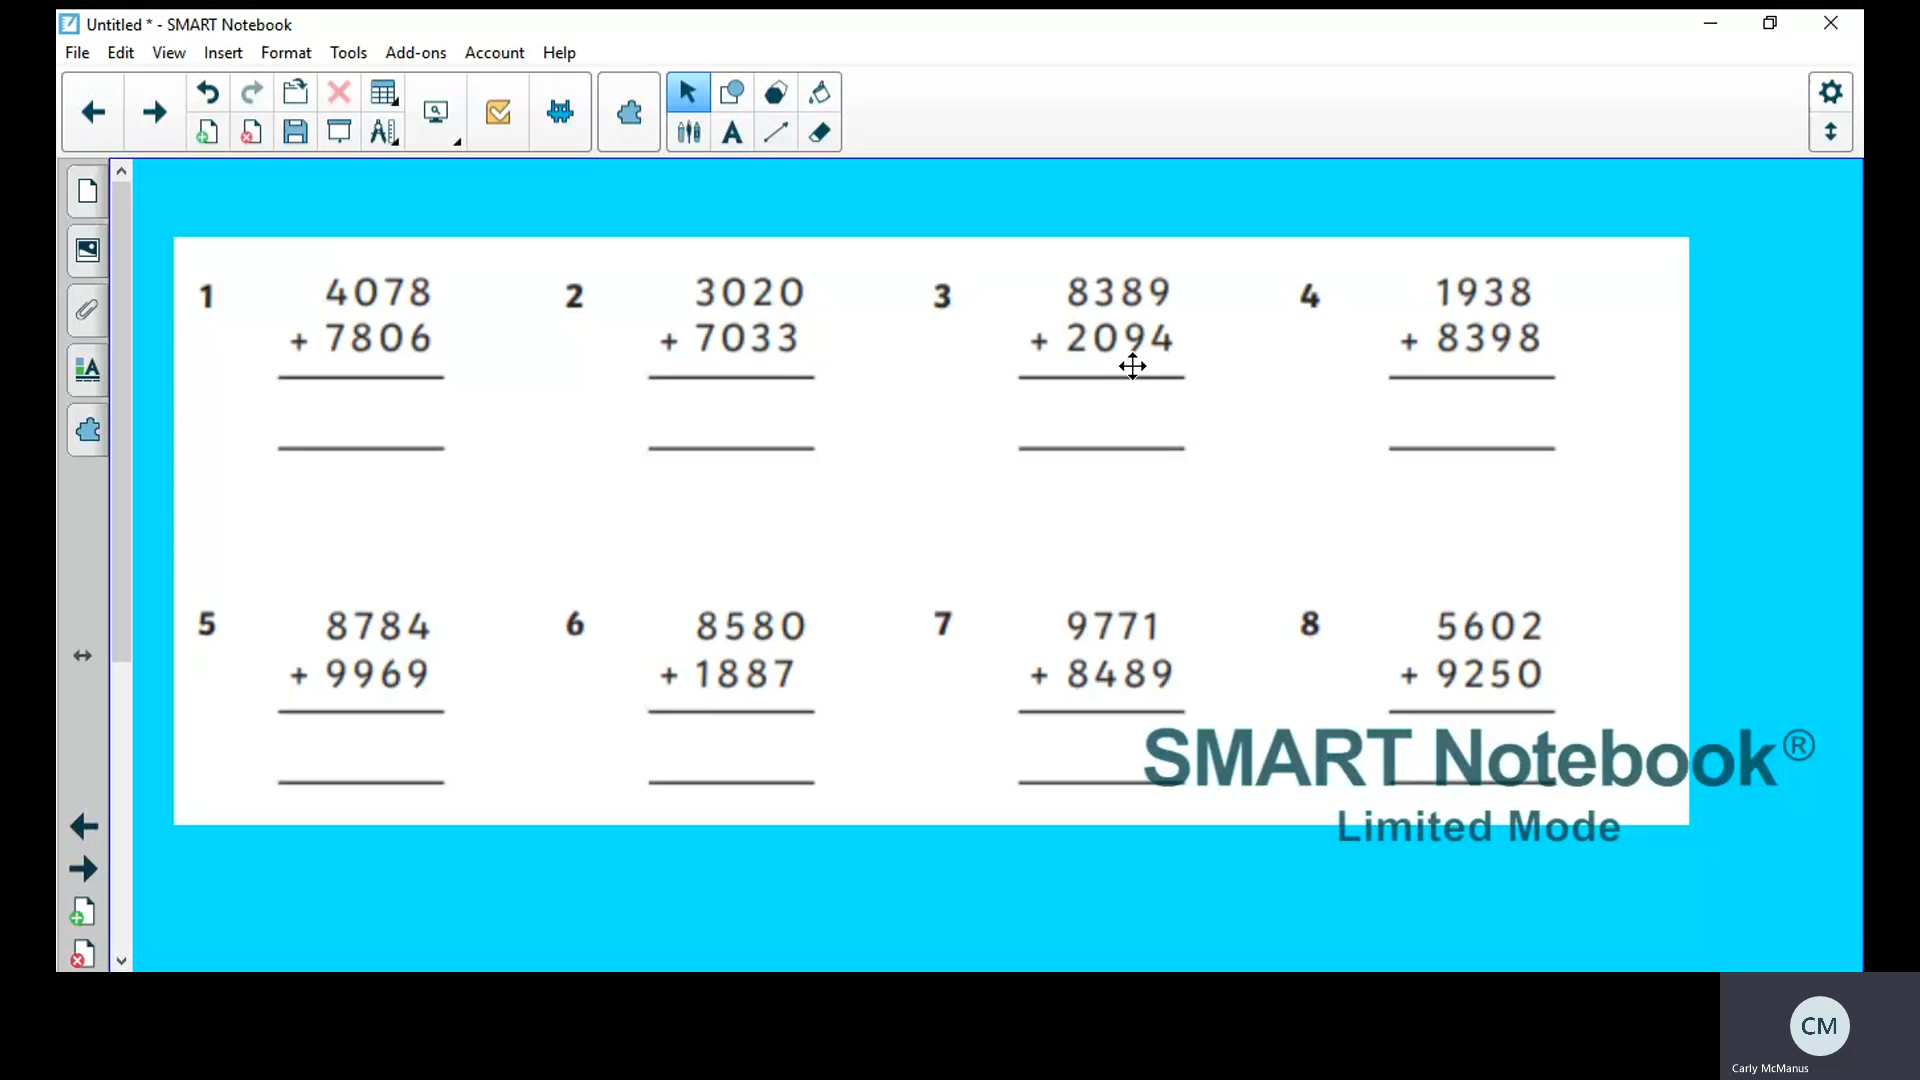 Untitled * - SMART Notebook
File Edit View Insert Format Tools Add-ons Account Help
1 4078 2 3020 3 8389 4 1938
+ 7806 + 7033 + 2094 + 8398
5 8784 6 8580 7 9771 8 5602
+ 9969 + 1887 + 8489 + 9250
SMART Notebook®
Limited Mode
CM
Carly McManus